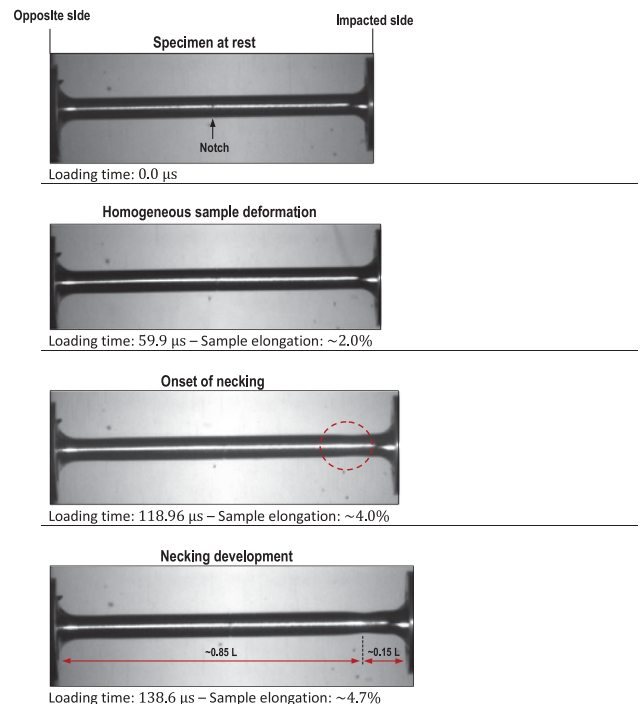 Opposite side
Impacted side
Specimen at rest
Notch
Loading time: 0.0 μs
Homogeneous sample deformation
Loading time: 59.9 μs – Sample elongation: ~2.0%
Onset of necking
Loading time: 118.96 μs – Sample elongation: ~4.0%
Necking development
~0.85 L
~0.15 L
Loading time: 138.6 μs – Sample elongation: ~4.7%